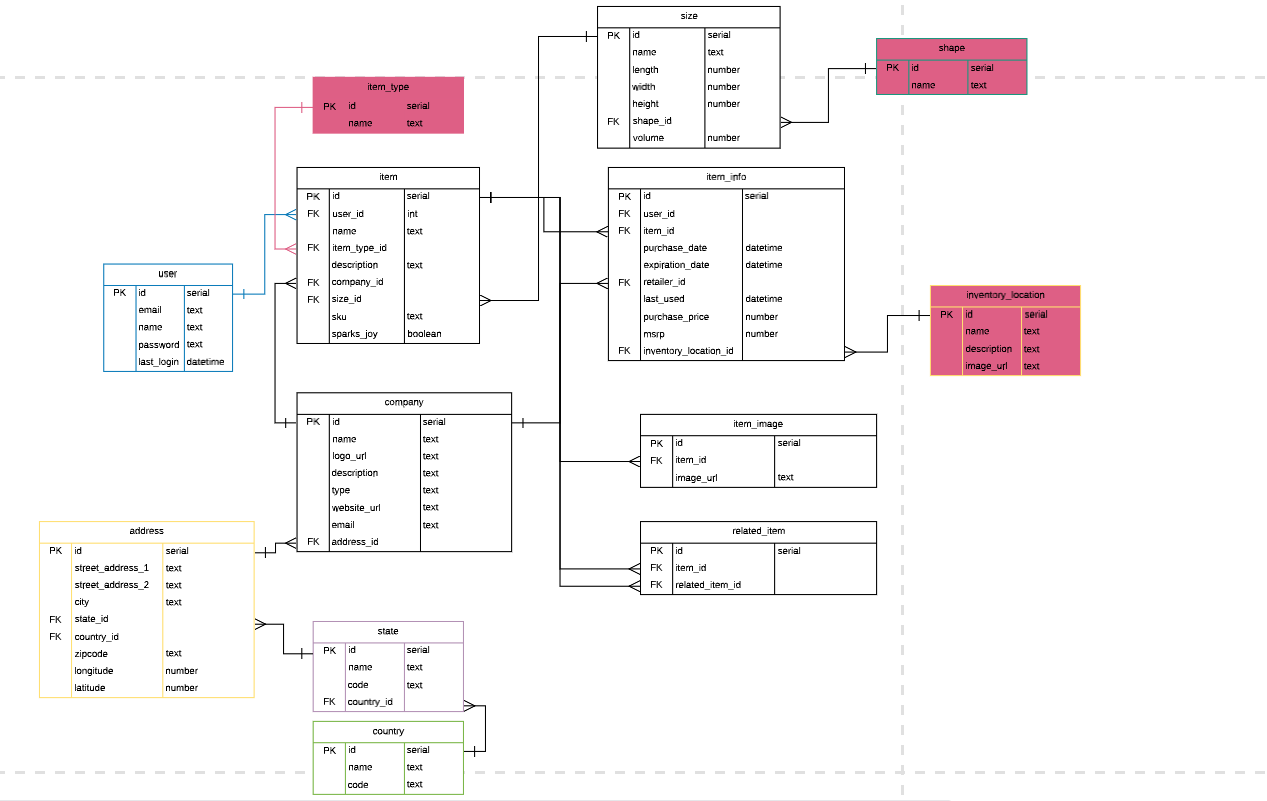 size
PK id serial
name text
length number
width number
height number
FK shape_id
volume number
shape
PK id serial
name text
item_type
PK id serial
name text
item
PK id serial
FK user_id int
name text
FK item_type_id
description text
FK company_id
FK size_id
sku text
sparks_joy boolean
item_info
PK id serial
FK user_id
FK item_id
purchase_date datetime
expiration_date datetime
FK retailer_id
last_used datetime
purchase_price number
msrp number
FK inventory_location_id
user
PK id serial
email text
name text
password text
last_login datetime
inventory_location
PK id serial
name text
description text
image_url text
company
PK id serial
name text
logo_url text
description text
type text
website_url text
email text
FK address_id
item_image
PK id serial
FK item_id
image_url text
address
PK id serial
street_address_1 text
street_address_2 text
city text
FK state_id
FK country_id
zipcode text
longitude number
latitude number
related_item
PK id serial
FK item_id
FK related_item_id
state
PK id serial
name text
code text
FK country_id
country
PK id serial
name text
code text